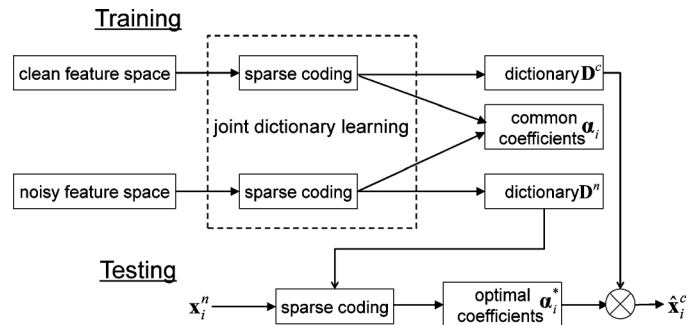 Training
clean feature space
sparse coding
dictionary D^c
joint dictionary learning
common
coefficients α_i
noisy feature space
sparse coding
dictionary D^n
Testing
x_i^n
sparse coding
optimal
coefficients α_i^*
x̂_i^c